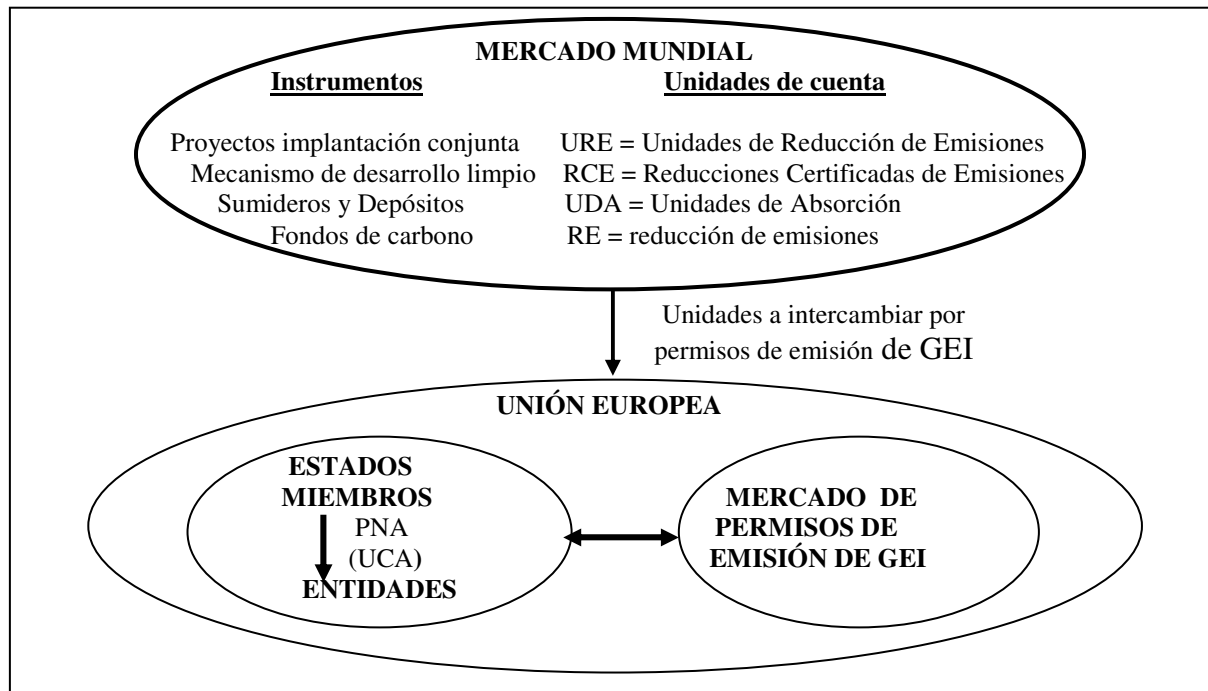 MERCADO MUNDIAL
Instrumentos Unidades de cuenta
Proyectos implantación conjunta URE = Unidades de Reducción de Emisiones
Mecanismo de desarrollo limpio RCE = Reducciones Certificadas de Emisiones
Sumideros y Depósitos UDA = Unidades de Absorción
Fondos de carbono RE = reducción de emisiones
Unidades a intercambiar por
permisos de emisión de GEI
UNIÓN EUROPEA
ESTADOS
MIEMBROS
PNA
(UCA)
ENTIDADES
MERCADO DE
PERMISOS DE
EMISIÓN DE GEI